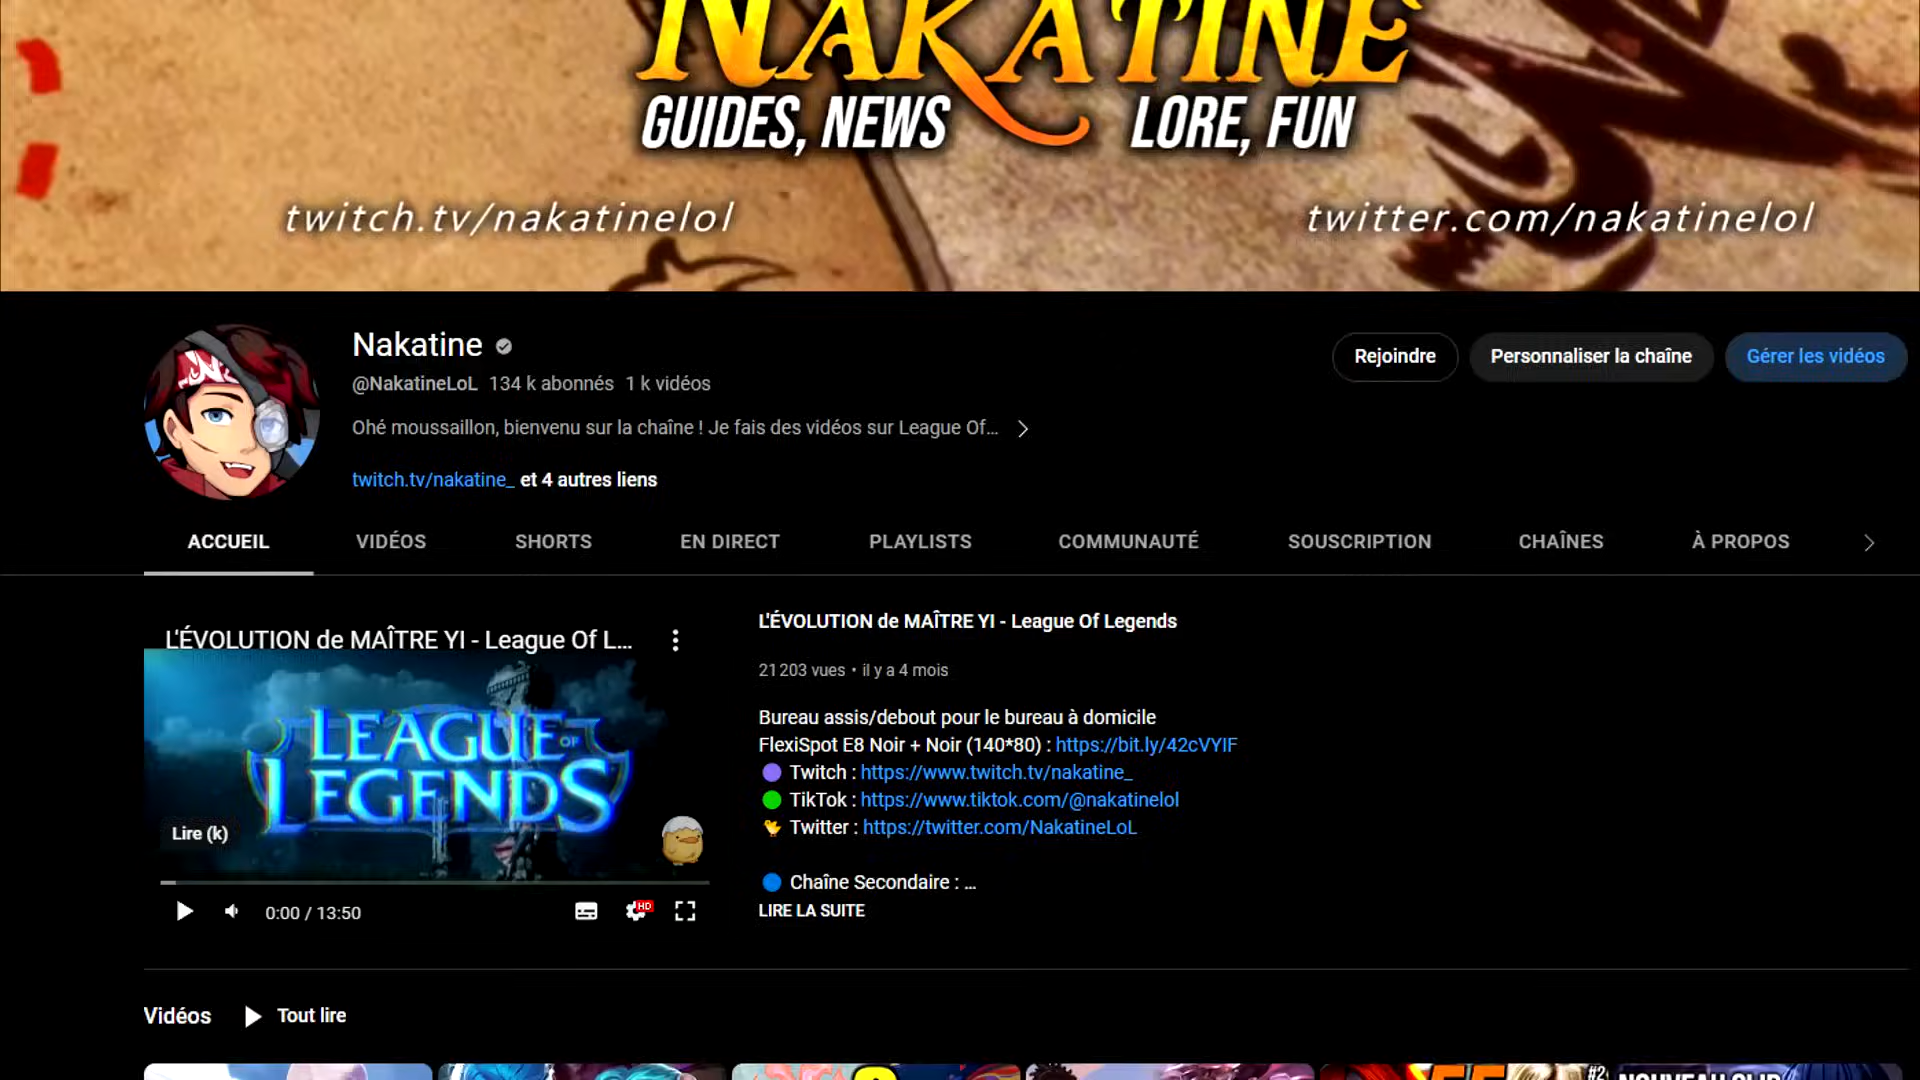 NAKATINE
GUIDES, NEWS LORE, FUN
twitch.tv/nakatinelol twitter.com/nakatinelol
Nakatine
@NakatineLoL 134 k abonnés 1 k vidéos
Ohé moussaillon, bienvenu sur la chaîne ! Je fais des vidéos sur League Of...
twitch.tv/nakatine_ et 4 autres liens
Rejoindre Personnaliser la chaîne Gérer les vidéos
ACCUEIL VIDÉOS SHORTS EN DIRECT PLAYLISTS COMMUNAUTÉ SOUSCRIPTION CHAÎNES À PROPOS
L'ÉVOLUTION de MAÎTRE YI - League Of L...
LEAGUE OF
LEGENDS
Lire (k)
0:00 / 13:50
HD
L'ÉVOLUTION de MAÎTRE YI - League Of Legends
21 203 vues • il y a 4 mois
Bureau assis/debout pour le bureau à domicile
FlexiSpot E8 Noir + Noir (140*80) : https://bit.ly/42cVYIF
Twitch : https://www.twitch.tv/nakatine_
TikTok : https://www.tiktok.com/@nakatinelol
Twitter : https://twitter.com/NakatineLoL
Chaîne Secondaire : ...
LIRE LA SUITE
Vidéos Tout lire
#2
NOUVEAU CLIP